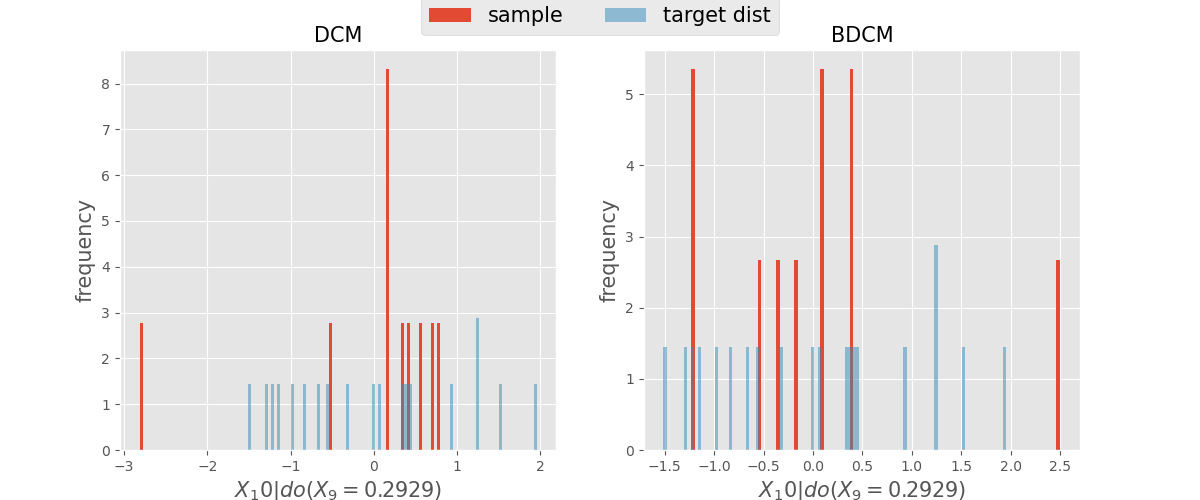 sample target dist
DCM BDCM
8
7
6
5
4
3
2
1
0
frequency
−3 −2 −1 0 1 2
X₁0|do(X₉ = 0.2929)
5
4
3
2
1
0
frequency
−1.5 −1.0 −0.5 0.0 0.5 1.0 1.5 2.0 2.5
X₁0|do(X₉ = 0.2929)